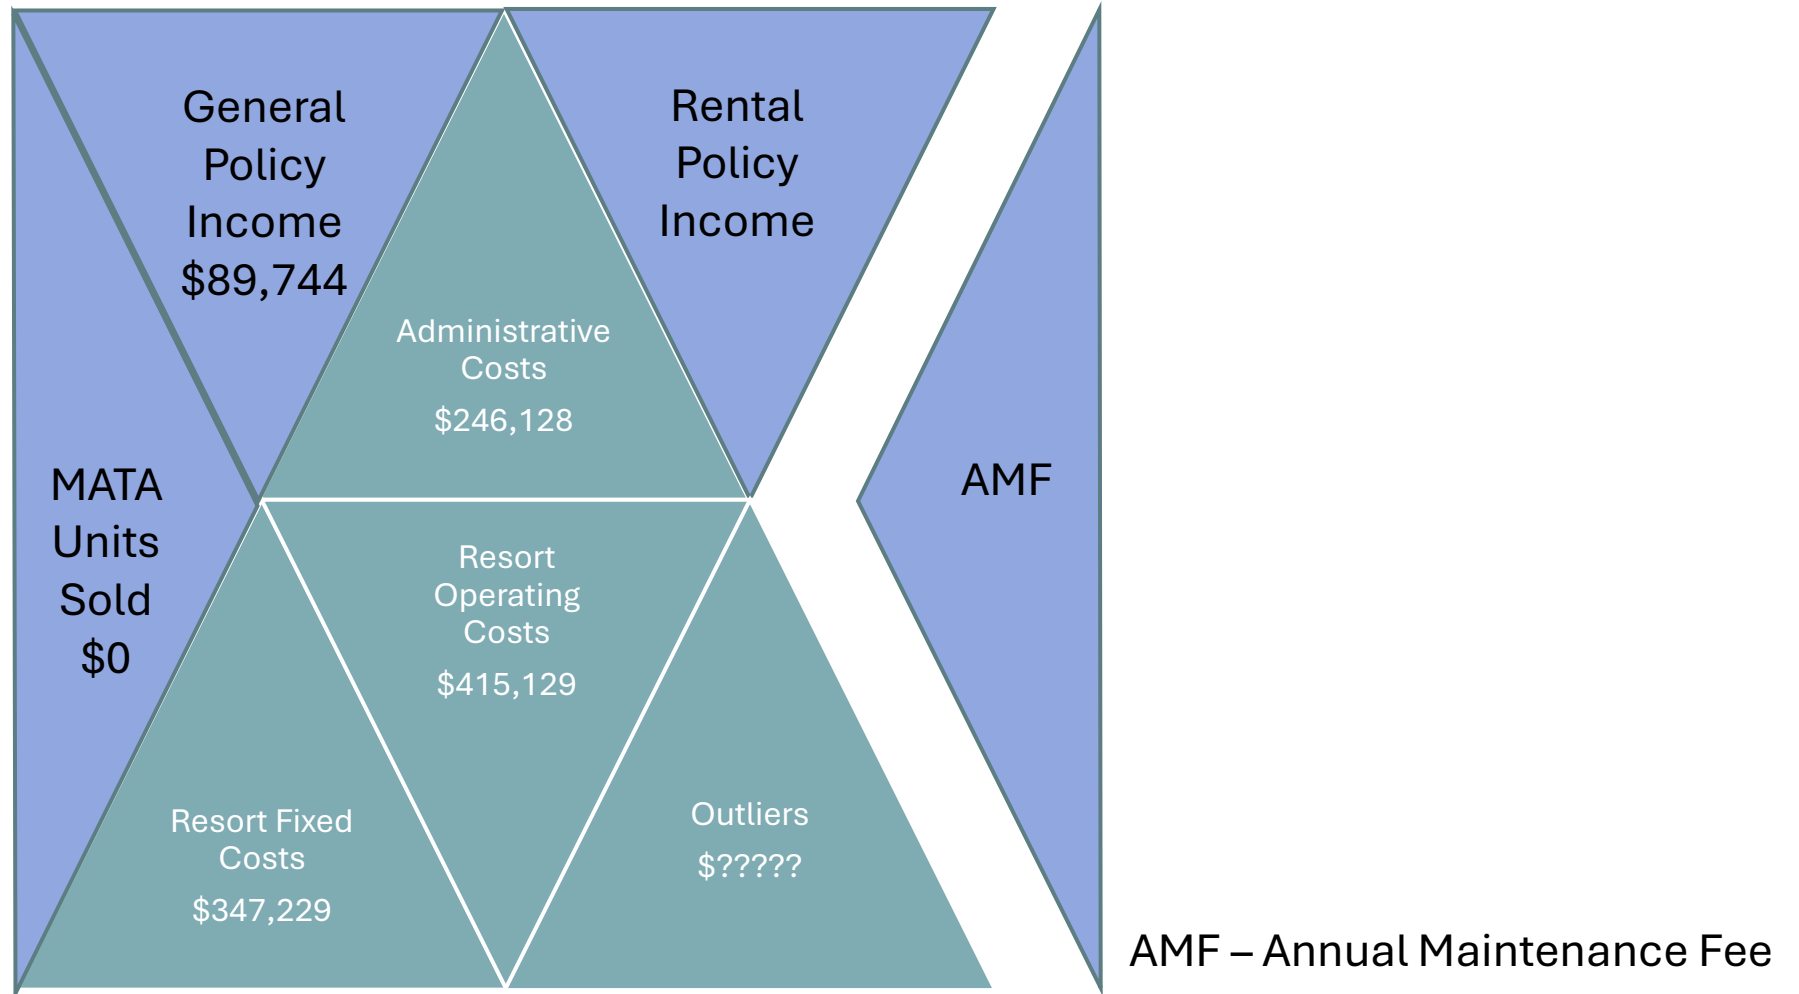 General
Policy
Income
$89,744
Rental
Policy
Income
Administrative
Costs
$246,128
MATA
Units
Sold
$0
AMF
Resort
Operating
Costs
$415,129
Resort Fixed
Costs
$347,229
Outliers
$?????
AMF – Annual Maintenance Fee